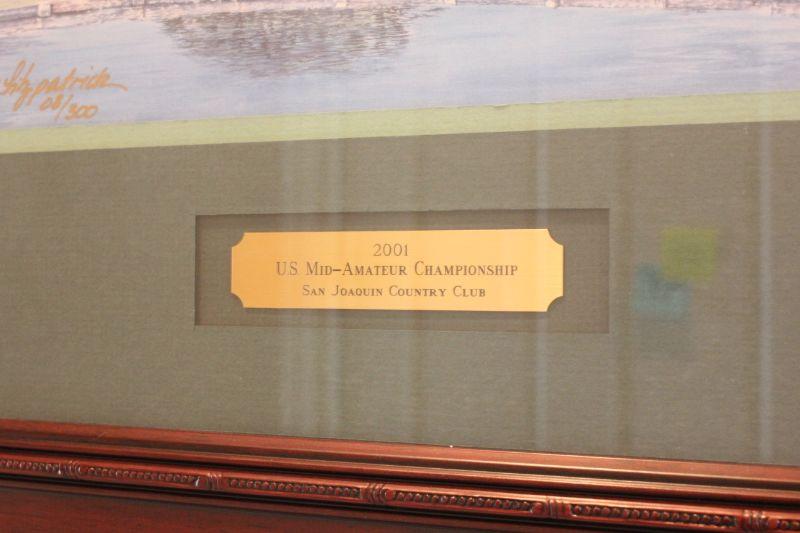 Fitzpatrick
08/300
2001
U.S. Mid-Amateur Championship
San Joaquin Country Club